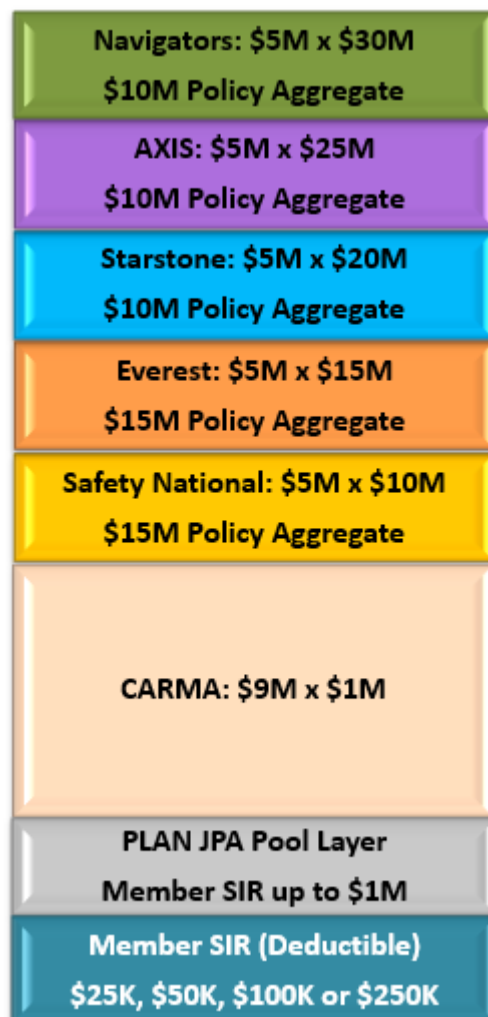 Navigators: $5M x $30M
$10M Policy Aggregate
AXIS: $5M x $25M
$10M Policy Aggregate
Starstone: $5M x $20M
$10M Policy Aggregate
Everest: $5M x $15M
$15M Policy Aggregate
Safety National: $5M x $10M
$15M Policy Aggregate
CARMA: $9M x $1M
PLAN JPA Pool Layer
Member SIR up to $1M
Member SIR (Deductible)
$25K, $50K, $100K or $250K